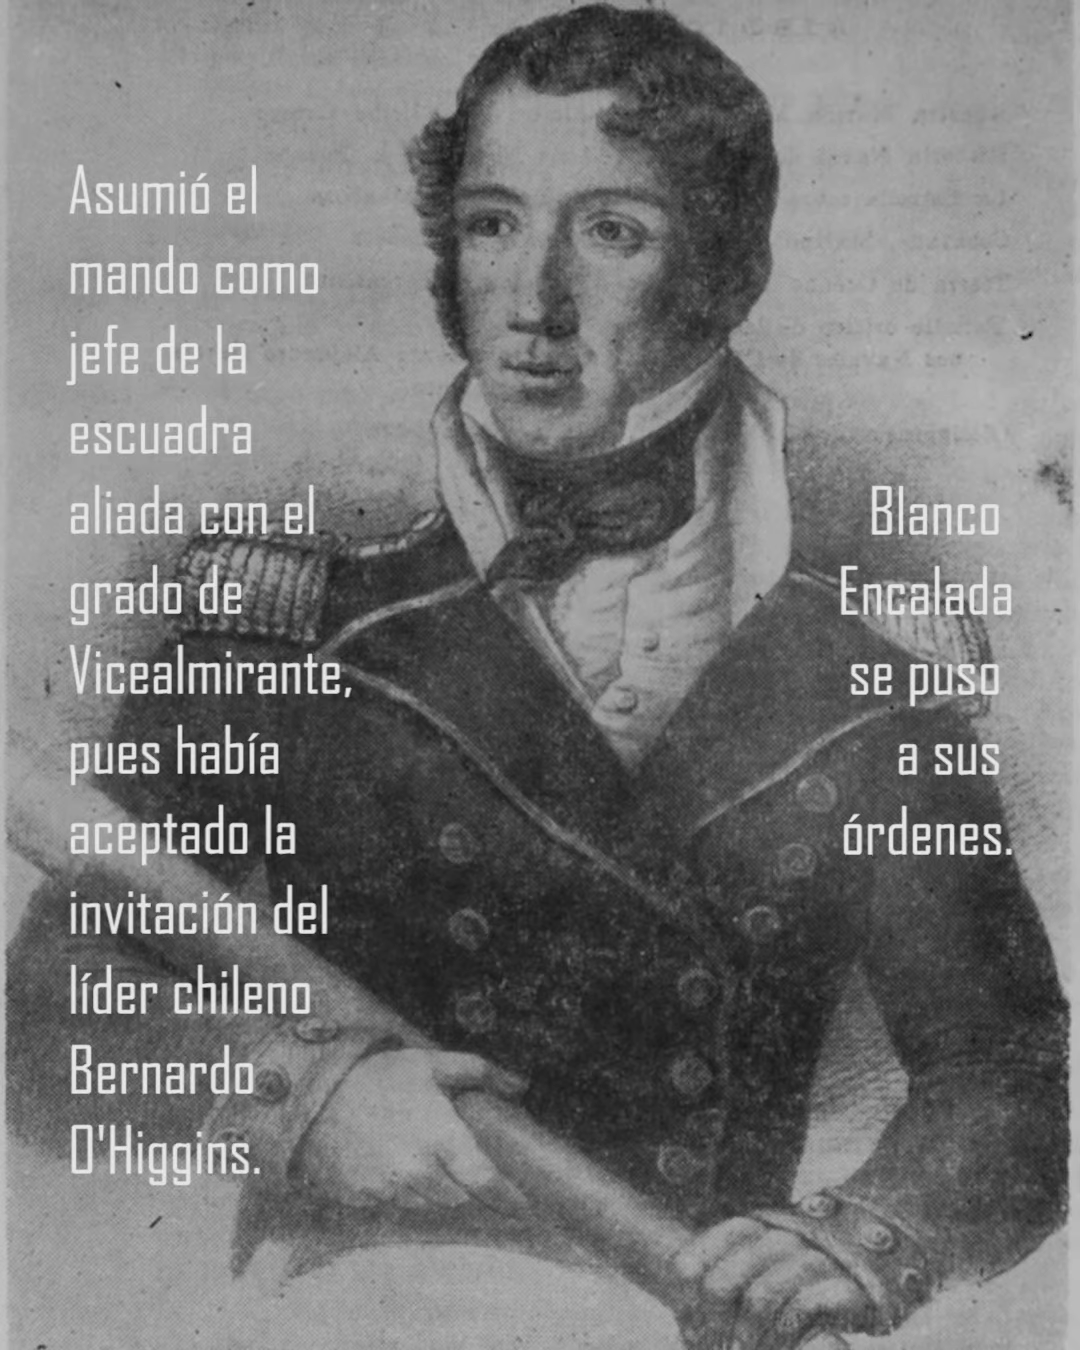 Asumió el
mando como
jefe de la
escuadra
aliada con el
grado de
Vicealmirante,
pues había
aceptado la
invitación del
líder chileno
Bernardo
O'Higgins.
Blanco
Encalada
se puso
a sus
órdenes.